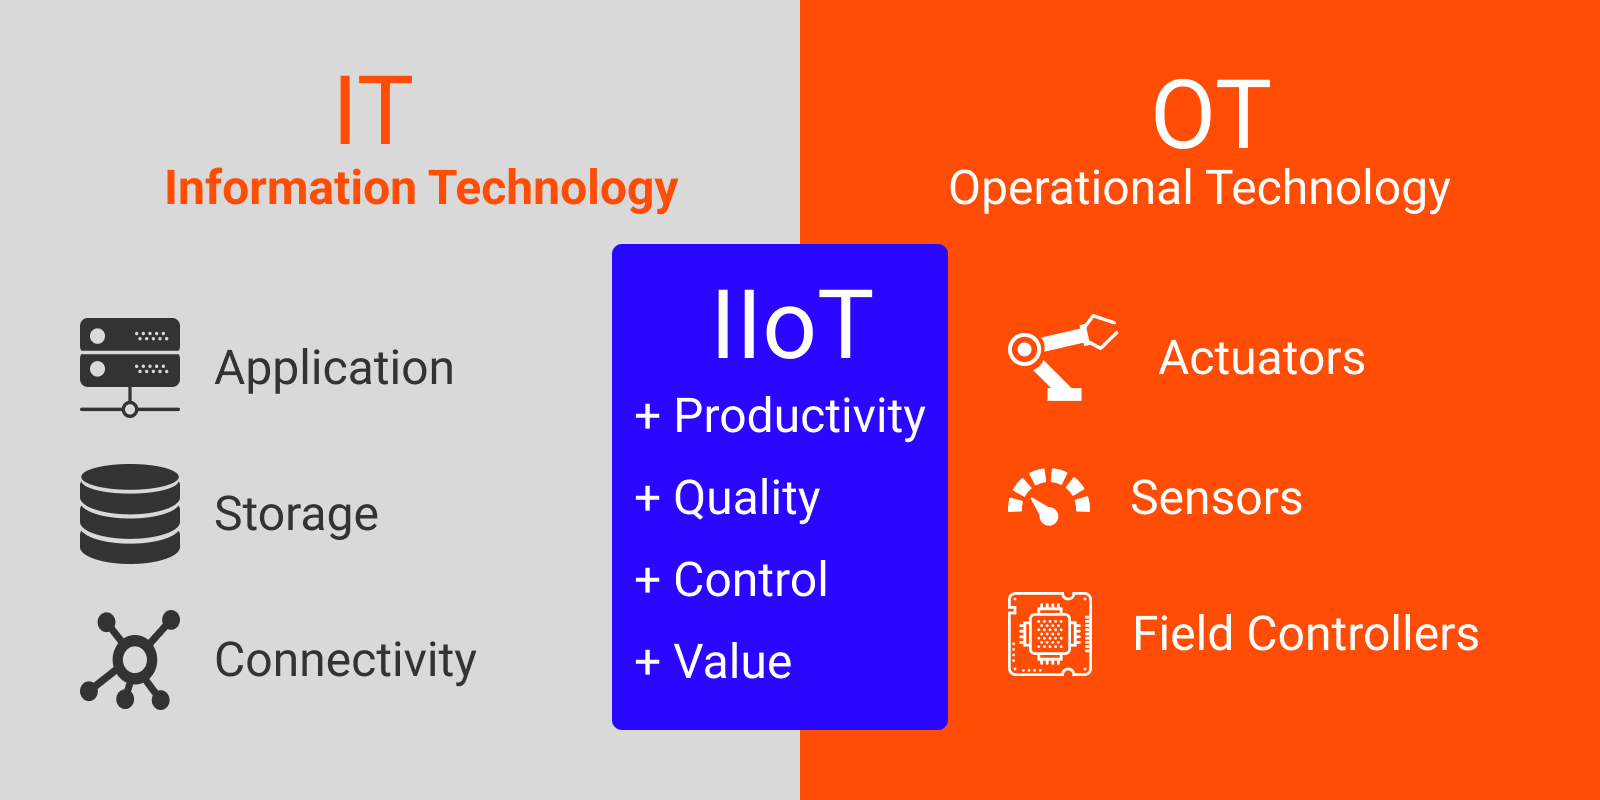 IT
Information Technology
Application
Storage
Connectivity
IIoT
+ Productivity
+ Quality
+ Control
+ Value
OT
Operational Technology
Actuators
Sensors
Field Controllers